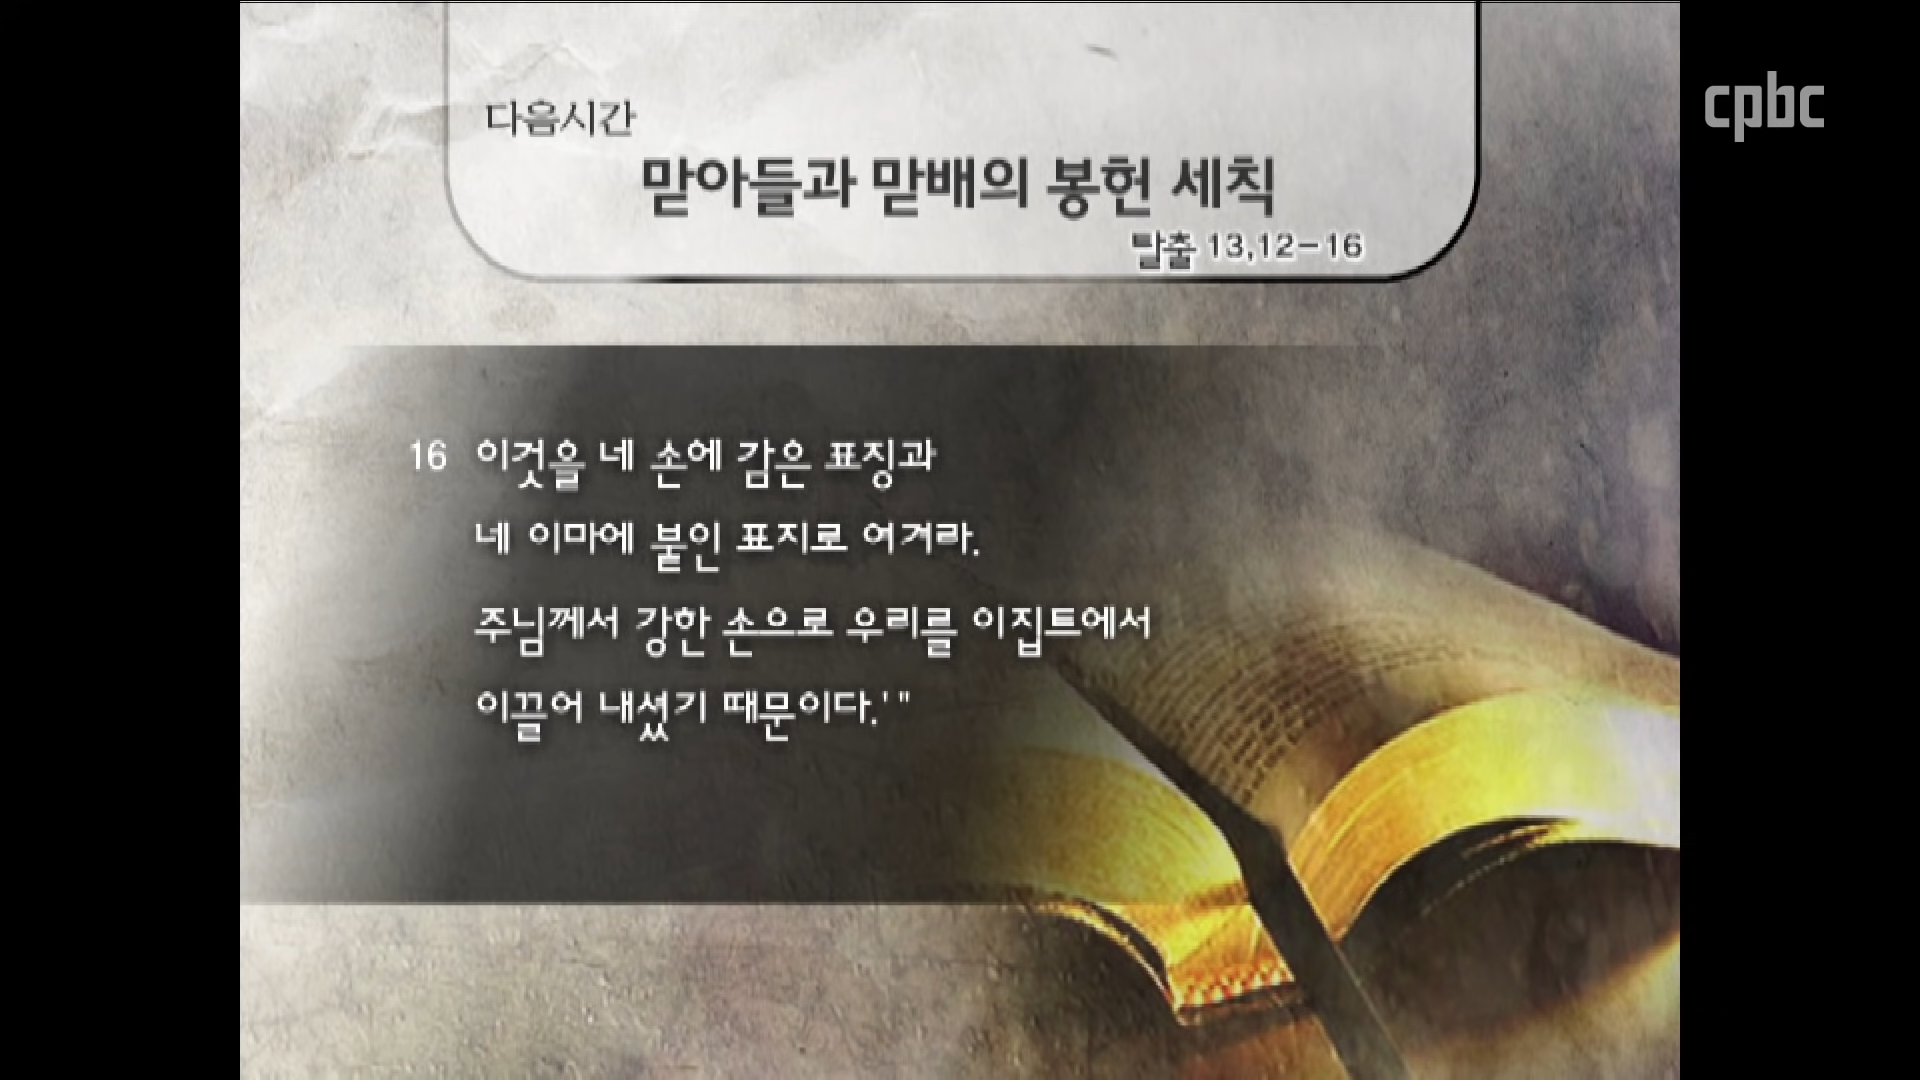 다음시간
cpbc
맏아들과 맏배의 봉헌 세칙
탈출 13,12-16
16 이것을 네 손에 감은 표징과
네 이마에 붙인 표지로 여겨라.
주님께서 강한 손으로 우리를 이집트에서
이끌어 내셨기 때문이다.'"